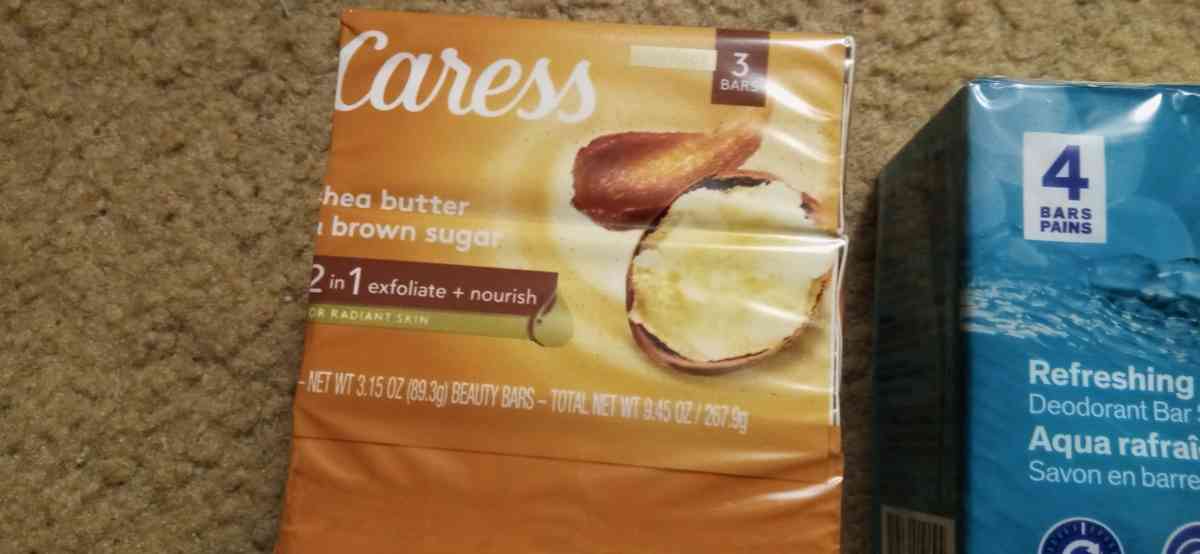 Caress
3
BARS
shea butter
& brown sugar
2 in 1 exfoliate + nourish
OR RADIANT SKIN
– NET WT 3.15 OZ (89.3g) BEAUTY BARS – TOTAL NET WT 9.45 OZ / 267.9g
4
BARS
PAINS
Refreshing
Deodorant Bar
Aqua rafraî
Savon en barre